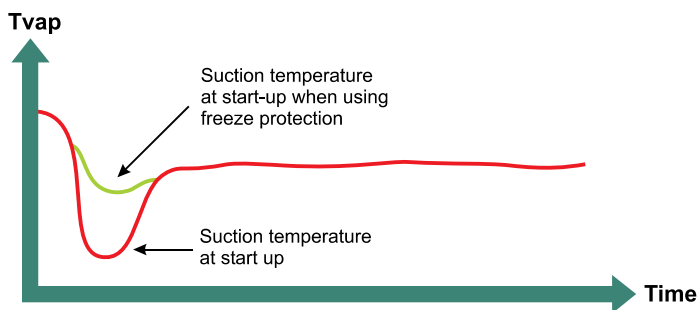 Tvap
Suction temperature
at start-up when using
freeze protection
Suction temperature
at start up
Time